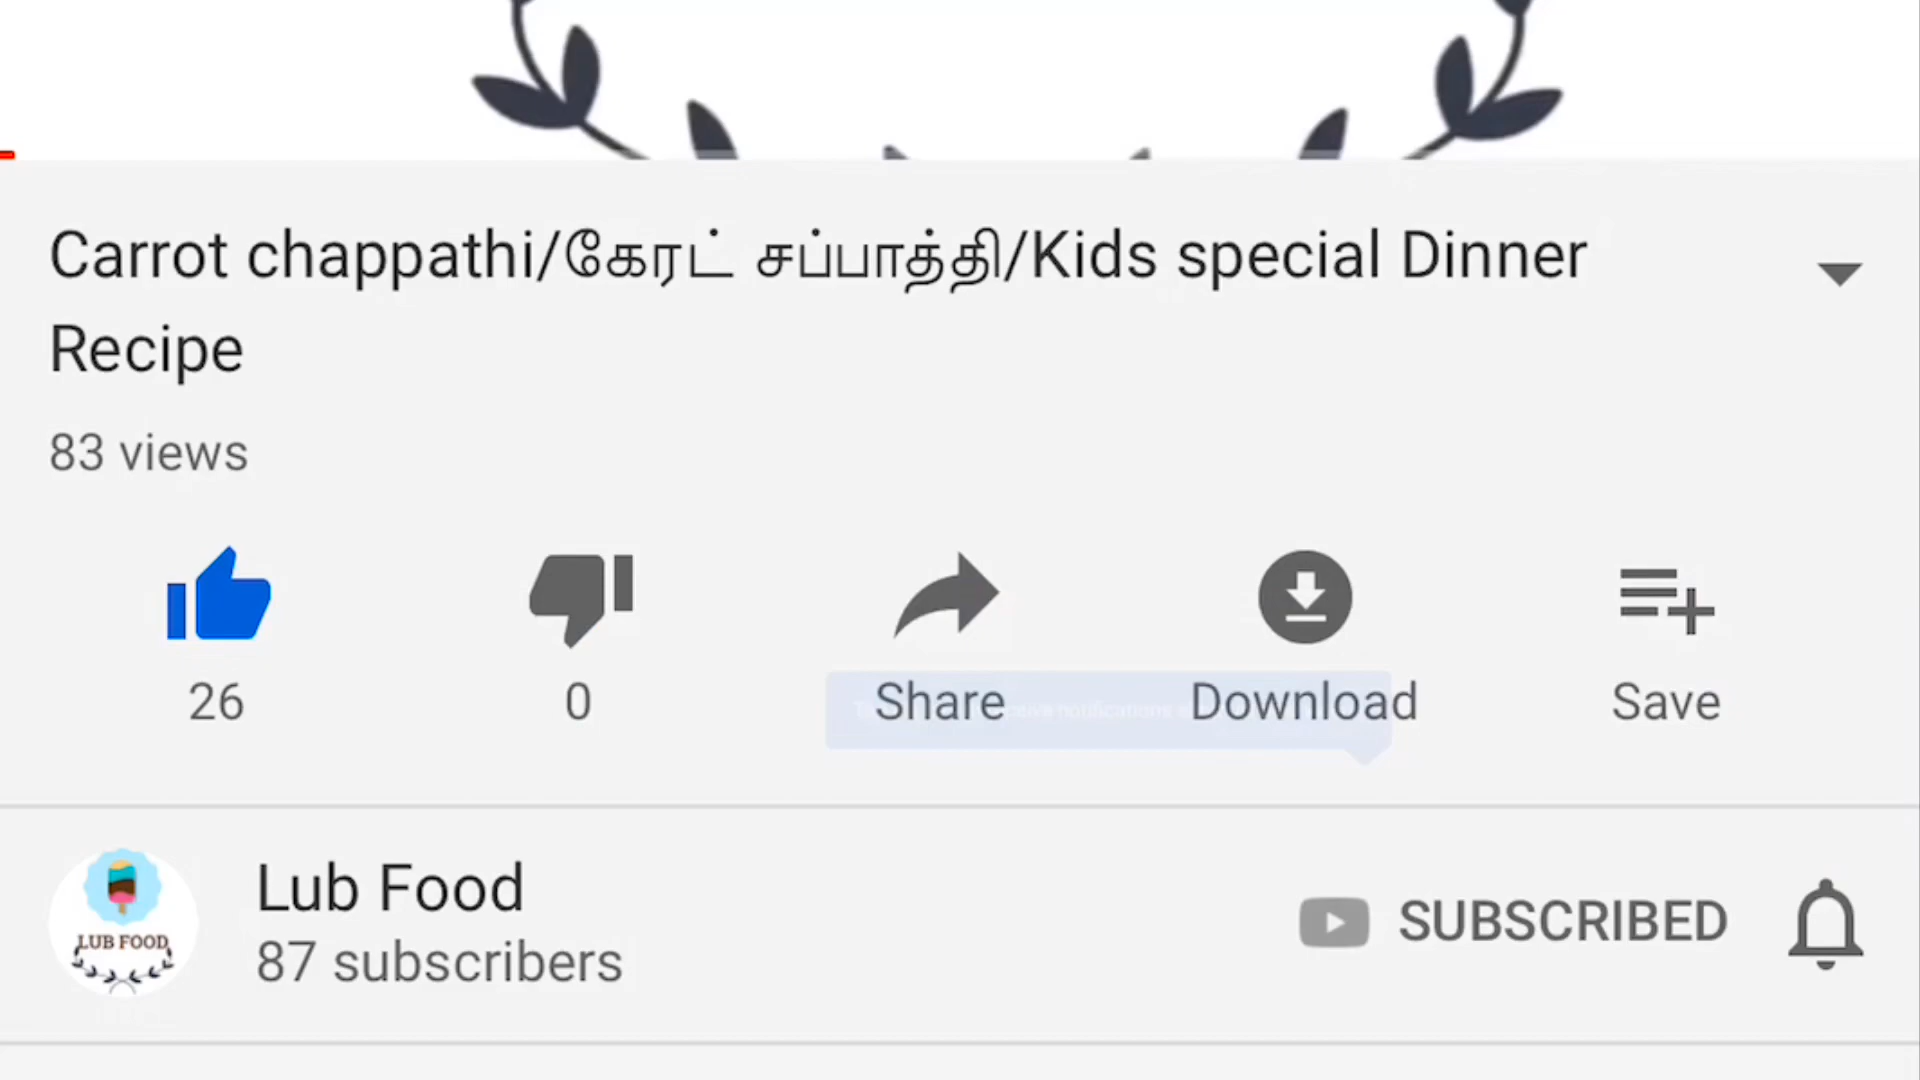 Carrot chappathi/கேரட் சப்பாத்தி/Kids special Dinner
Recipe
83 views
26
0
Share
Download
Save
Lub Food
87 subscribers
SUBSCRIBED
LUB FOOD